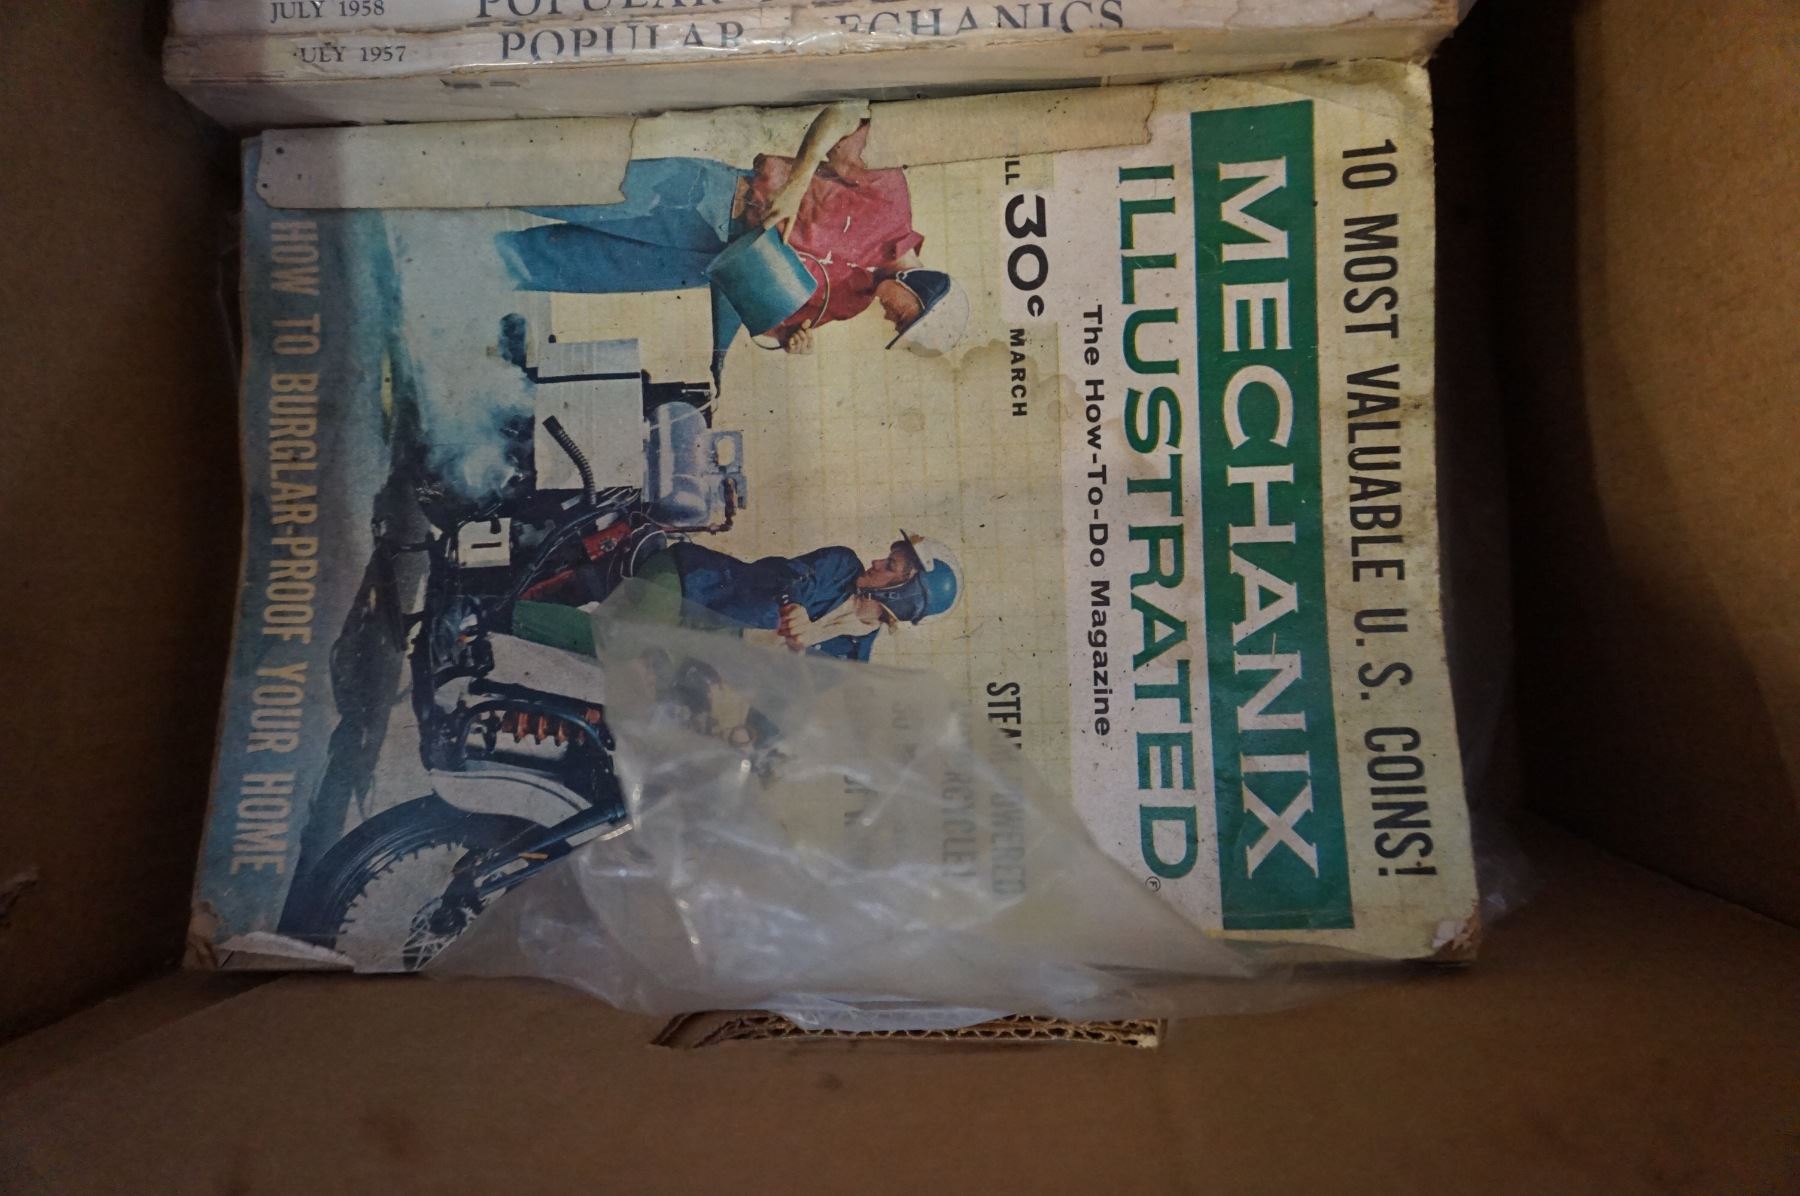 JULY 1958 POPULAR
JULY 1957 POPULAR MECHANICS
10 MOST VALUABLE U. S. COINS!
MECHANIX
ILLUSTRATED
The How-To-Do Magazine
30c MARCH
HOW TO BURGLAR-PROOF YOUR HOME